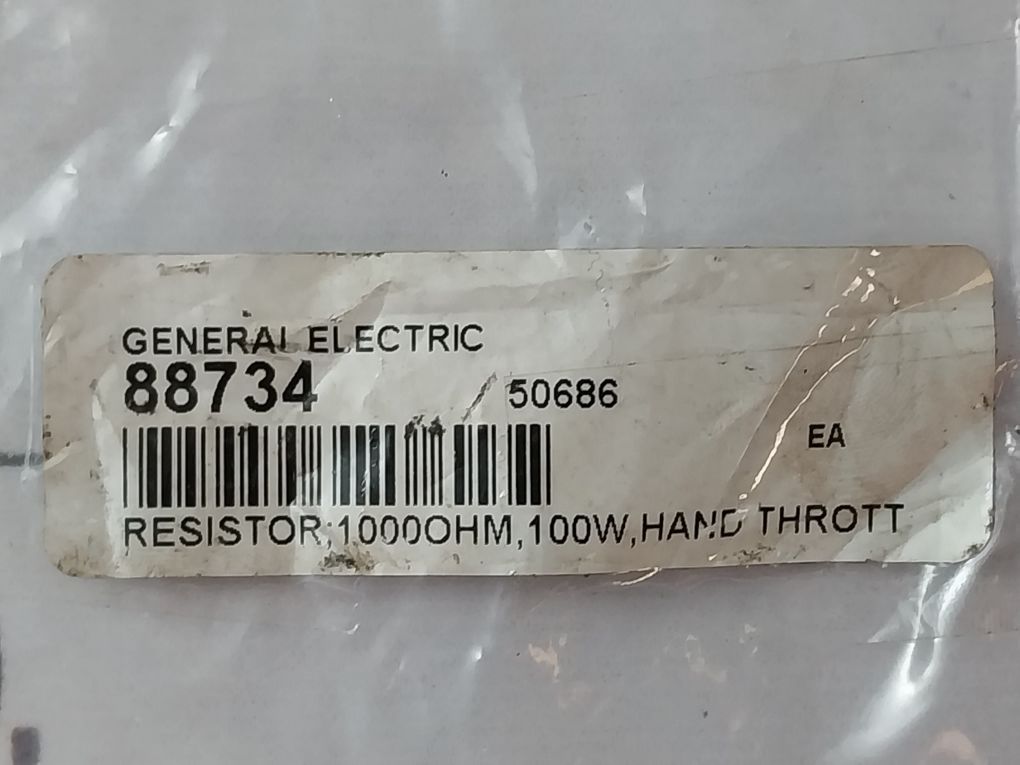 GENERAL ELECTRIC
88734 50686
EA
RESISTOR;1000OHM,100W,HAND THROTT